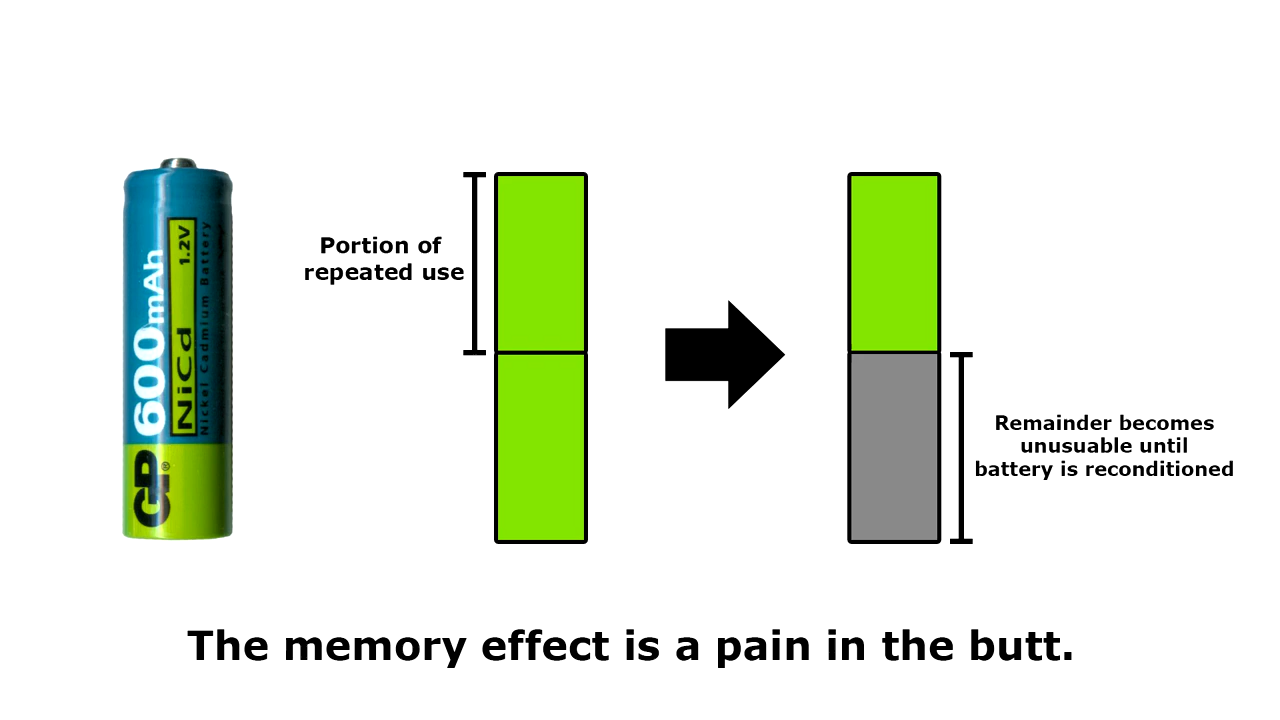 GP®
600mAh
NiCd 1.2V
Nickel Cadmium Battery
Portion of
repeated use
Remainder becomes
unusuable until
battery is reconditioned
The memory effect is a pain in the butt.